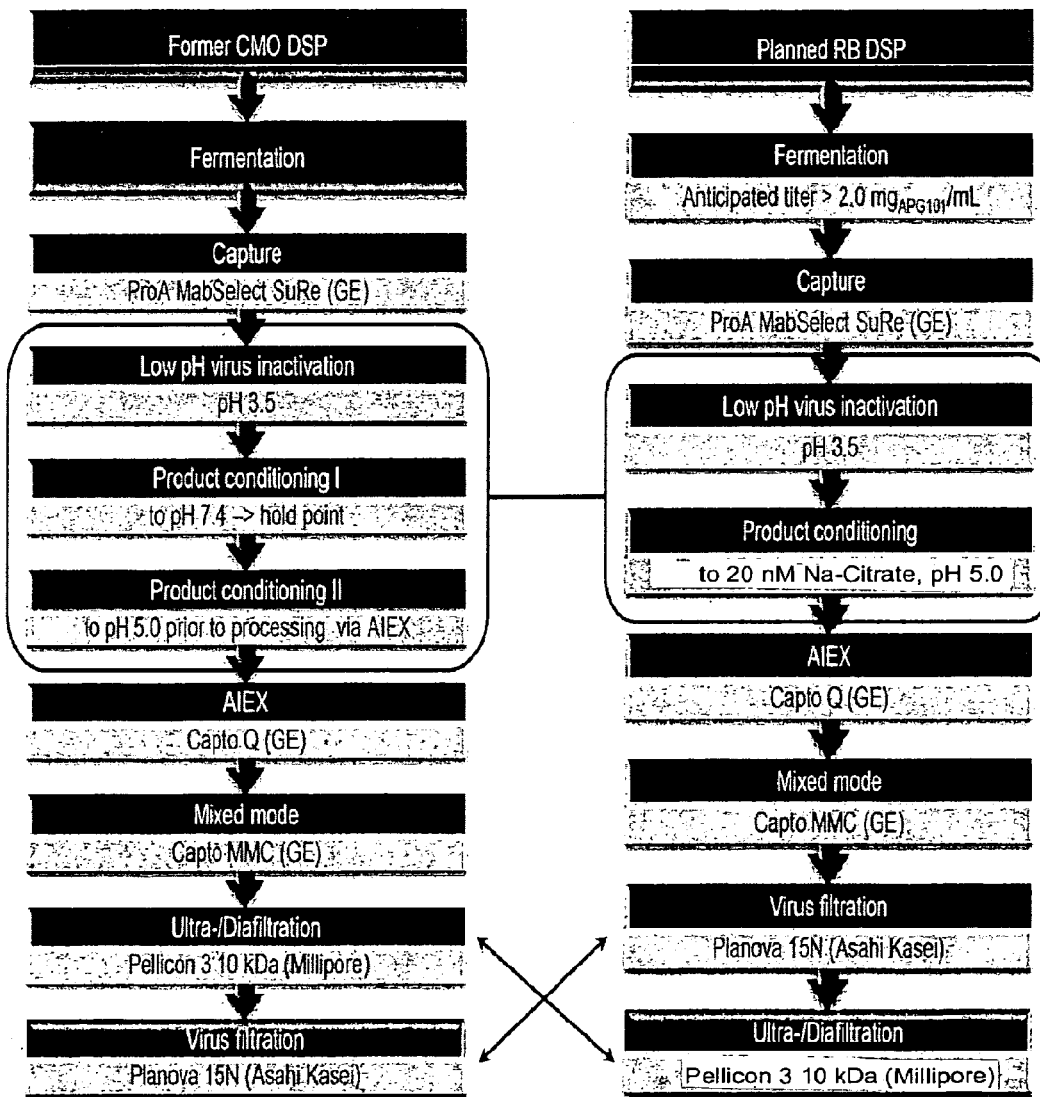 Former CMO DSP
Fermentation
Capture
ProA MabSelect SuRe (GE)
Low pH virus inactivation
pH 3.5
Product conditioning I
to pH 7.4 --> hold point
Product conditioning II
to pH 5.0 prior to processing via AIEX
AIEX
Capto Q (GE)
Mixed mode
Capto MMC (GE)
Ultra-/Diafiltration
Pellicon 3 10 kDa (Millipore)
Virus filtration
Planova 15N (Asahi Kasei)
Planned RB DSP
Fermentation
Anticipated titer > 2.0 mgAPG101/mL
Capture
ProA MabSelect SuRe (GE)
Low pH virus inactivation
pH 3.5
Product conditioning
to 20 nM Na-Citrate, pH 5.0
AIEX
Capto Q (GE)
Mixed mode
Capto MMC (GE)
Virus filtration
Planova 15N (Asahi Kasei)
Ultra-/Diafiltration
Pellicon 3 10 kDa (Millipore)